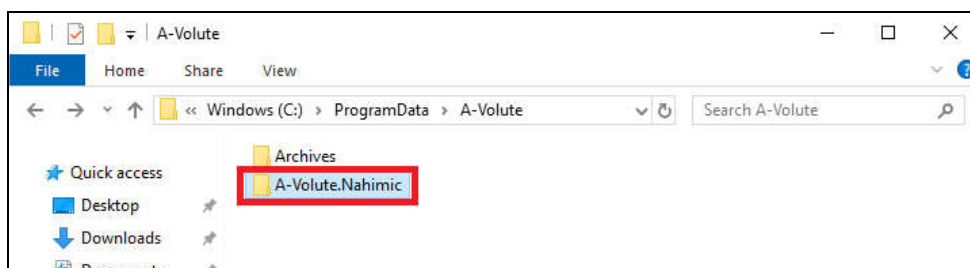 A-Volute
File Home Share View
« Windows (C:) › ProgramData › A-Volute
Search A-Volute
Quick access
Desktop
Downloads
Archives
A-Volute.Nahimic